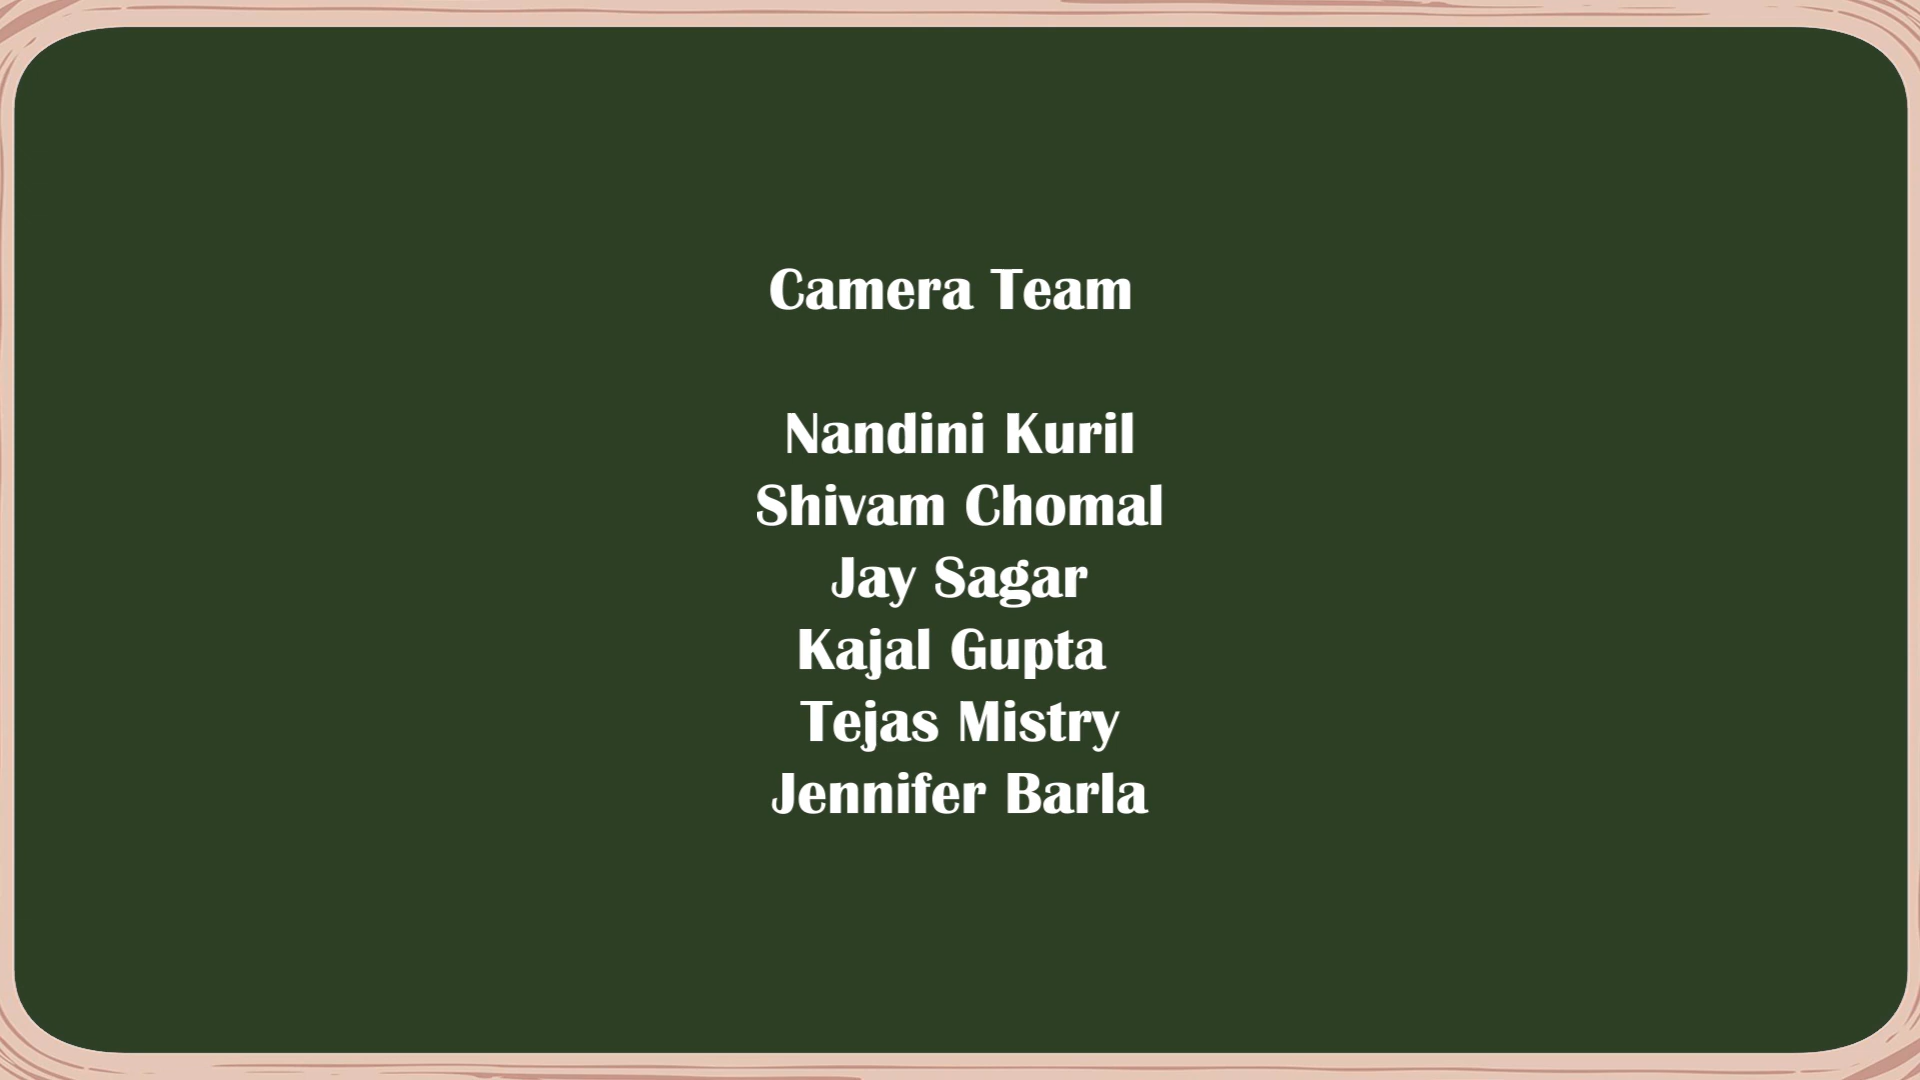 Camera Team
Nandini Kuril
Shivam Chomal
Jay Sagar
Kajal Gupta
Tejas Mistry
Jennifer Barla